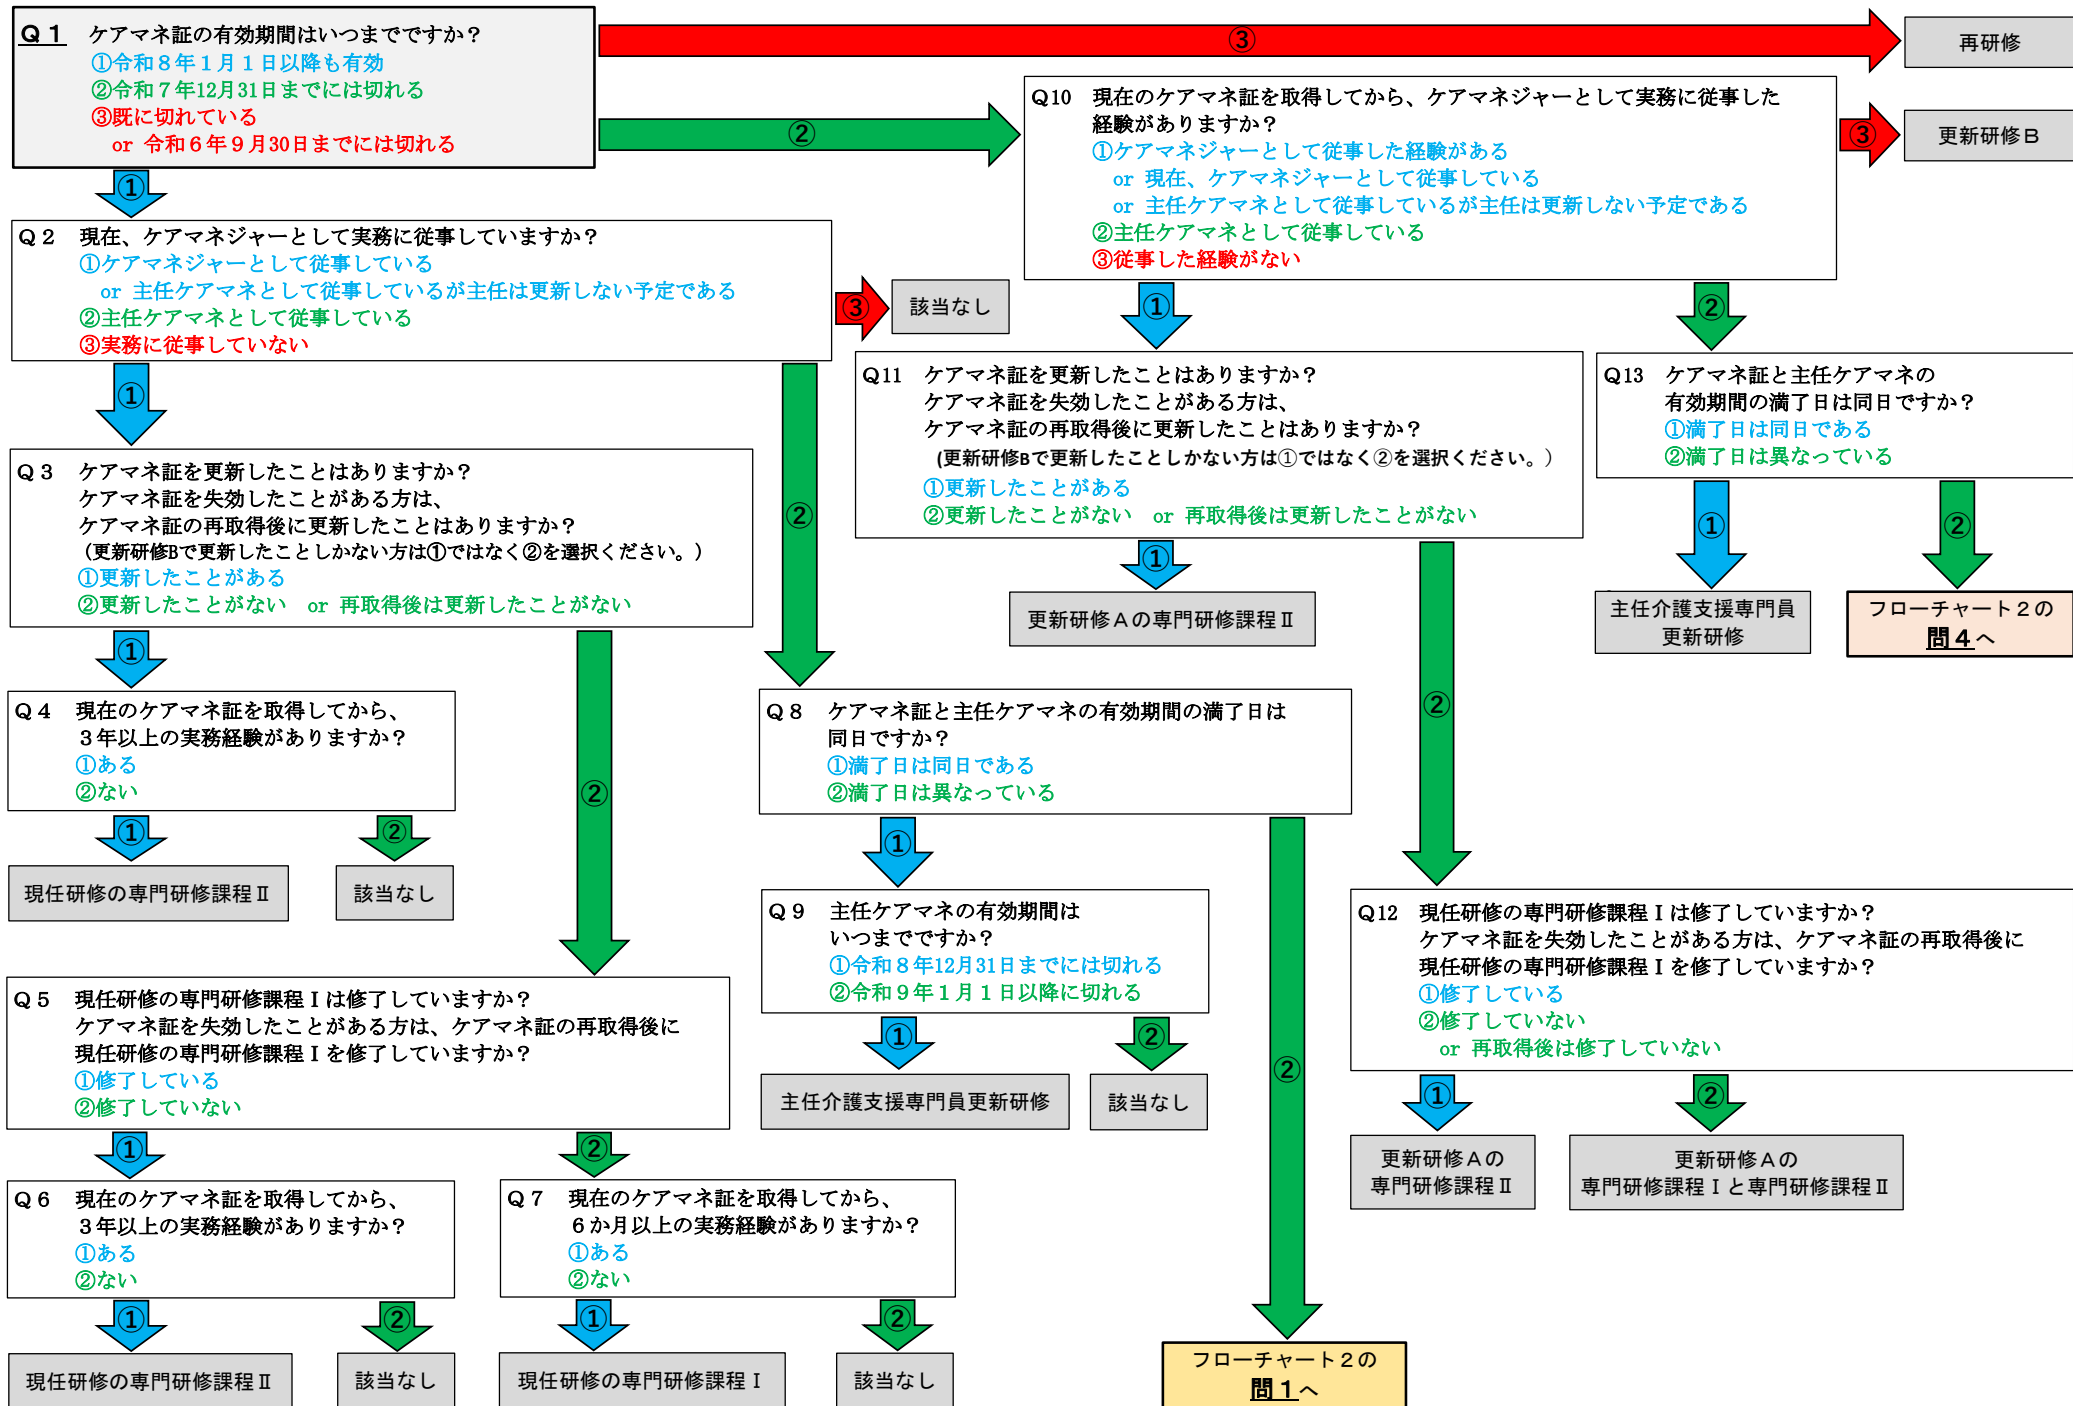 Ｑ１　ケアマネ証の有効期間はいつまでですか？
①令和８年１月１日以降も有効
②令和７年12月31日までには切れる
③既に切れている
or 令和６年９月30日までには切れる
③
再研修
②
Ｑ10　現在のケアマネ証を取得してから、ケアマネジャーとして実務に従事した
経験がありますか？
①ケアマネジャーとして従事した経験がある
or 現在、ケアマネジャーとして従事している
or 主任ケアマネとして従事しているが主任は更新しない予定である
②主任ケアマネとして従事している
③従事した経験がない
③
更新研修Ｂ
①
Ｑ２　現在、ケアマネジャーとして実務に従事していますか？
①ケアマネジャーとして従事している
or 主任ケアマネとして従事しているが主任は更新しない予定である
②主任ケアマネとして従事している
③実務に従事していない
③
該当なし
①
②
①
②
Ｑ11　ケアマネ証を更新したことはありますか？
ケアマネ証を失効したことがある方は、
ケアマネ証の再取得後に更新したことはありますか？
(更新研修Bで更新したことしかない方は①ではなく②を選択ください。）
①更新したことがある
②更新したことがない　or 再取得後は更新したことがない
Ｑ13　ケアマネ証と主任ケアマネの
有効期間の満了日は同日ですか？
①満了日は同日である
②満了日は異なっている
Ｑ３　ケアマネ証を更新したことはありますか？
ケアマネ証を失効したことがある方は、
ケアマネ証の再取得後に更新したことはありますか？
（更新研修Bで更新したことしかない方は①ではなく②を選択ください。）
①更新したことがある
②更新したことがない　or 再取得後は更新したことがない
①
②
①
②
更新研修Ａの専門研修課程Ⅱ
主任介護支援専門員
更新研修
フローチャート２の
問４へ
①
②
Ｑ４　現在のケアマネ証を取得してから、
３年以上の実務経験がありますか？
①ある
②ない
Ｑ８　ケアマネ証と主任ケアマネの有効期間の満了日は
同日ですか？
①満了日は同日である
②満了日は異なっている
①
②
現任研修の専門研修課程Ⅱ
該当なし
①
②
Ｑ９　主任ケアマネの有効期間は
いつまでですか？
①令和８年12月31日までには切れる
②令和９年１月１日以降に切れる
Ｑ12　現任研修の専門研修課程Ⅰは修了していますか？
ケアマネ証を失効したことがある方は、ケアマネ証の再取得後に
現任研修の専門研修課程Ⅰを修了していますか？
①修了している
②修了していない
or 再取得後は修了していない
Ｑ５　現任研修の専門研修課程Ⅰは修了していますか？
ケアマネ証を失効したことがある方は、ケアマネ証の再取得後に
現任研修の専門研修課程Ⅰを修了していますか？
①修了している
②修了していない
①
②
主任介護支援専門員更新研修
該当なし
①
②
更新研修Ａの
専門研修課程Ⅱ
更新研修Ａの
専門研修課程Ⅰと専門研修課程Ⅱ
①
②
Ｑ６　現在のケアマネ証を取得してから、
３年以上の実務経験がありますか？
①ある
②ない
Ｑ７　現在のケアマネ証を取得してから、
６か月以上の実務経験がありますか？
①ある
②ない
①
②
①
②
現任研修の専門研修課程Ⅱ
該当なし
現任研修の専門研修課程Ⅰ
該当なし
フローチャート２の
問１へ